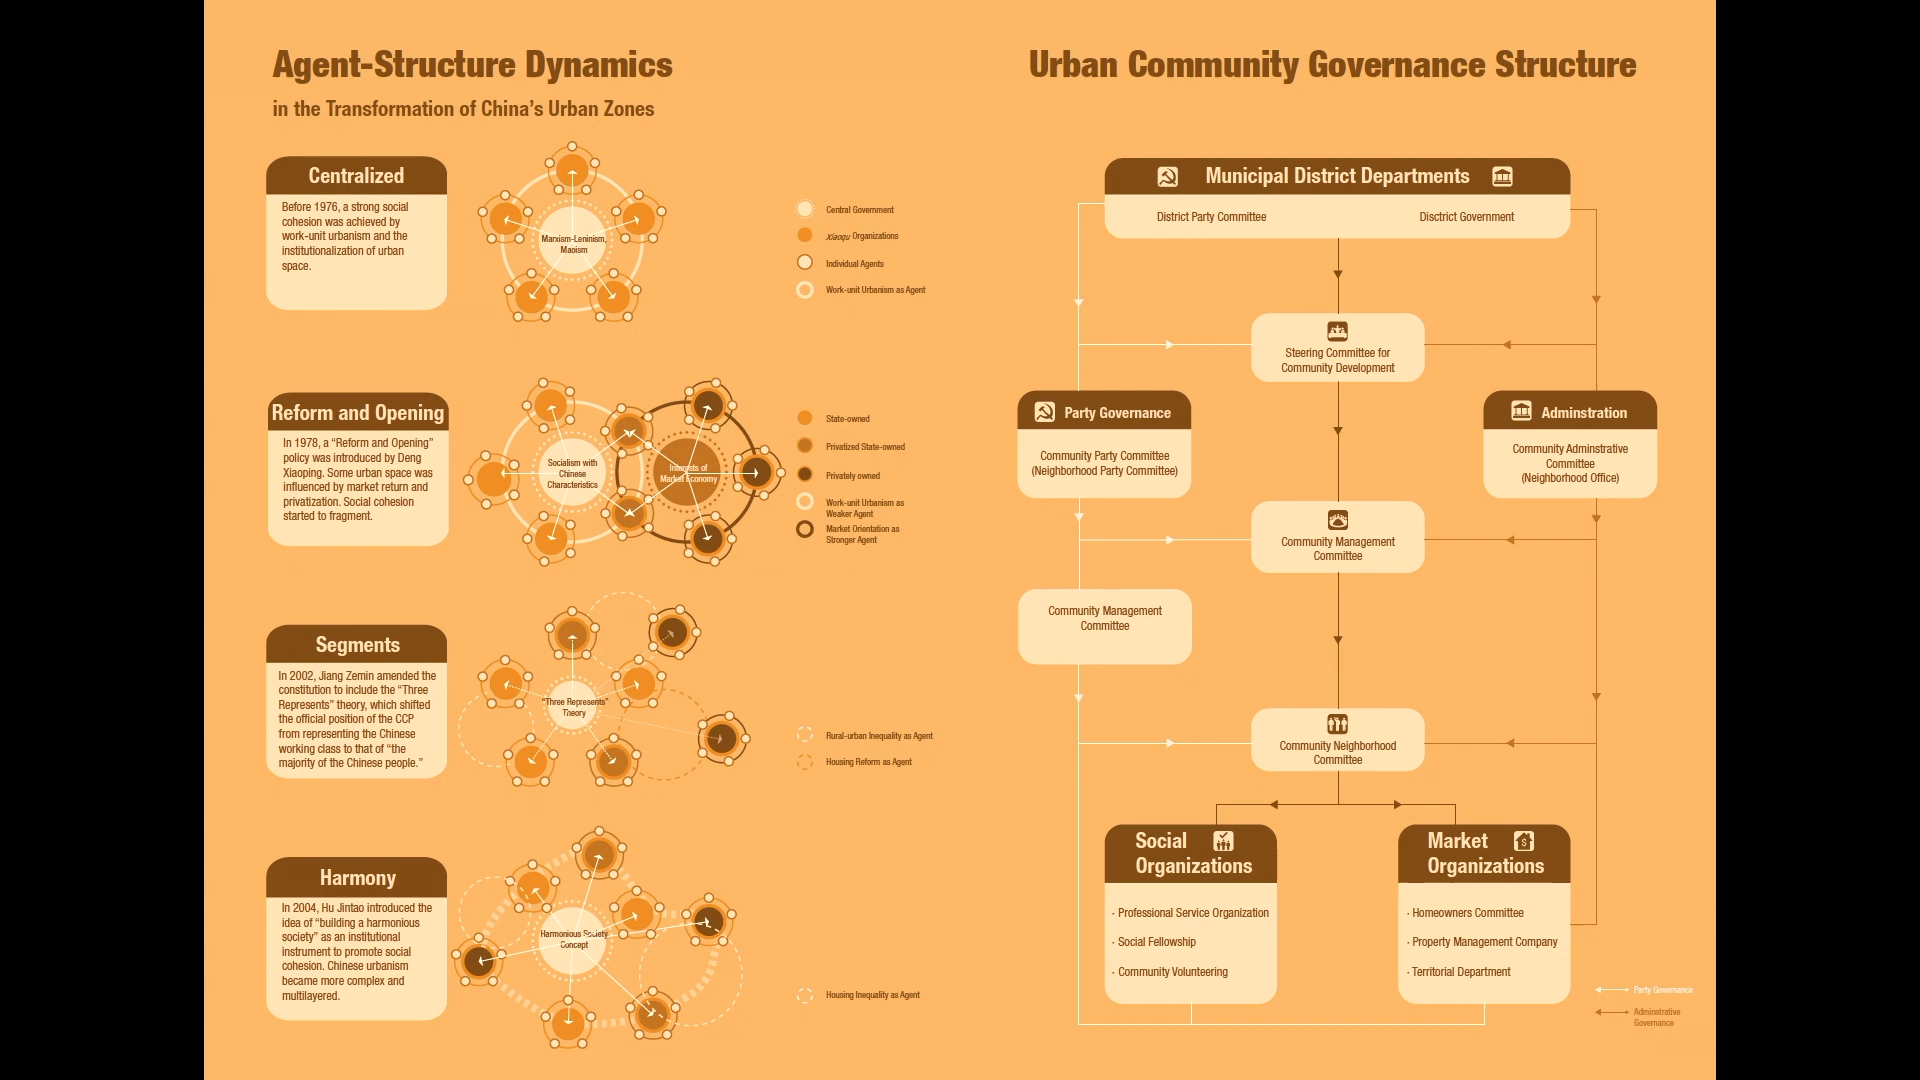 Agent-Structure Dynamics
in the Transformation of China's Urban Zones
Centralized
Before 1976, a strong social
cohesion was achieved by
work-unit urbanism and the
institutionalization of urban
space.
Marxism-Leninism,
Maoism
Central Government
Xiaoqu Organizations
Individual Agents
Work-unit Urbanism as Agent
Reform and Opening
In 1978, a “Reform and Opening”
policy was introduced by Deng
Xiaoping. Some urban space was
influenced by market return and
privatization. Social cohesion
started to fragment.
Socialism with
Chinese
Characteristics
Interests of
Market Economy
State-owned
Privatized State-owned
Privately owned
Work-unit Urbanism as
Weaker Agent
Market Orientation as
Stronger Agent
Segments
In 2002, Jiang Zemin amended the
constitution to include the “Three
Represents” theory, which shifted
the official position of the CCP
from representing the Chinese
working class to that of “the
majority of the Chinese people.”
“Three Represents”
Theory
Rural-urban Inequality as Agent
Housing Reform as Agent
Harmony
In 2004, Hu Jintao introduced the
idea of “building a harmonious
society” as an institutional
instrument to promote social
cohesion. Chinese urbanism
became more complex and
multilayered.
Harmonious Society
Concept
Housing Inequality as Agent
Urban Community Governance Structure
Municipal District Departments
District Party Committee
Disctrict Government
Steering Committee for
Community Development
Party Governance
Community Party Committee
(Neighborhood Party Committee)
Adminstration
Community Adminstrative
Committee
(Neighborhood Office)
Community Management
Committee
Community Management
Committee
Community Neighborhood
Committee
Social
Organizations
· Professional Service Organization
· Social Fellowship
· Community Volunteering
Market
Organizations
· Homeowners Committee
· Property Management Company
· Territorial Department
Party Governance
Adminstrative
Governance